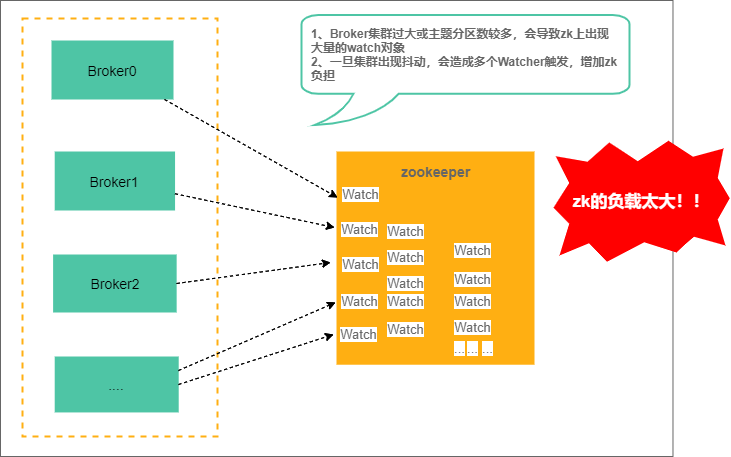 1、Broker集群过大或主题分区数较多，会导致zk上出现
大量的watch对象
2、一旦集群出现抖动，会造成多个Watcher触发，增加zk
负担
Broker0
Broker1
Broker2
....
zookeeper
Watch
Watch
Watch
Watch
Watch
Watch
Watch
Watch
Watch
Watch
Watch
Watch
Watch
Watch
... ... ...
zk的负载太大！！